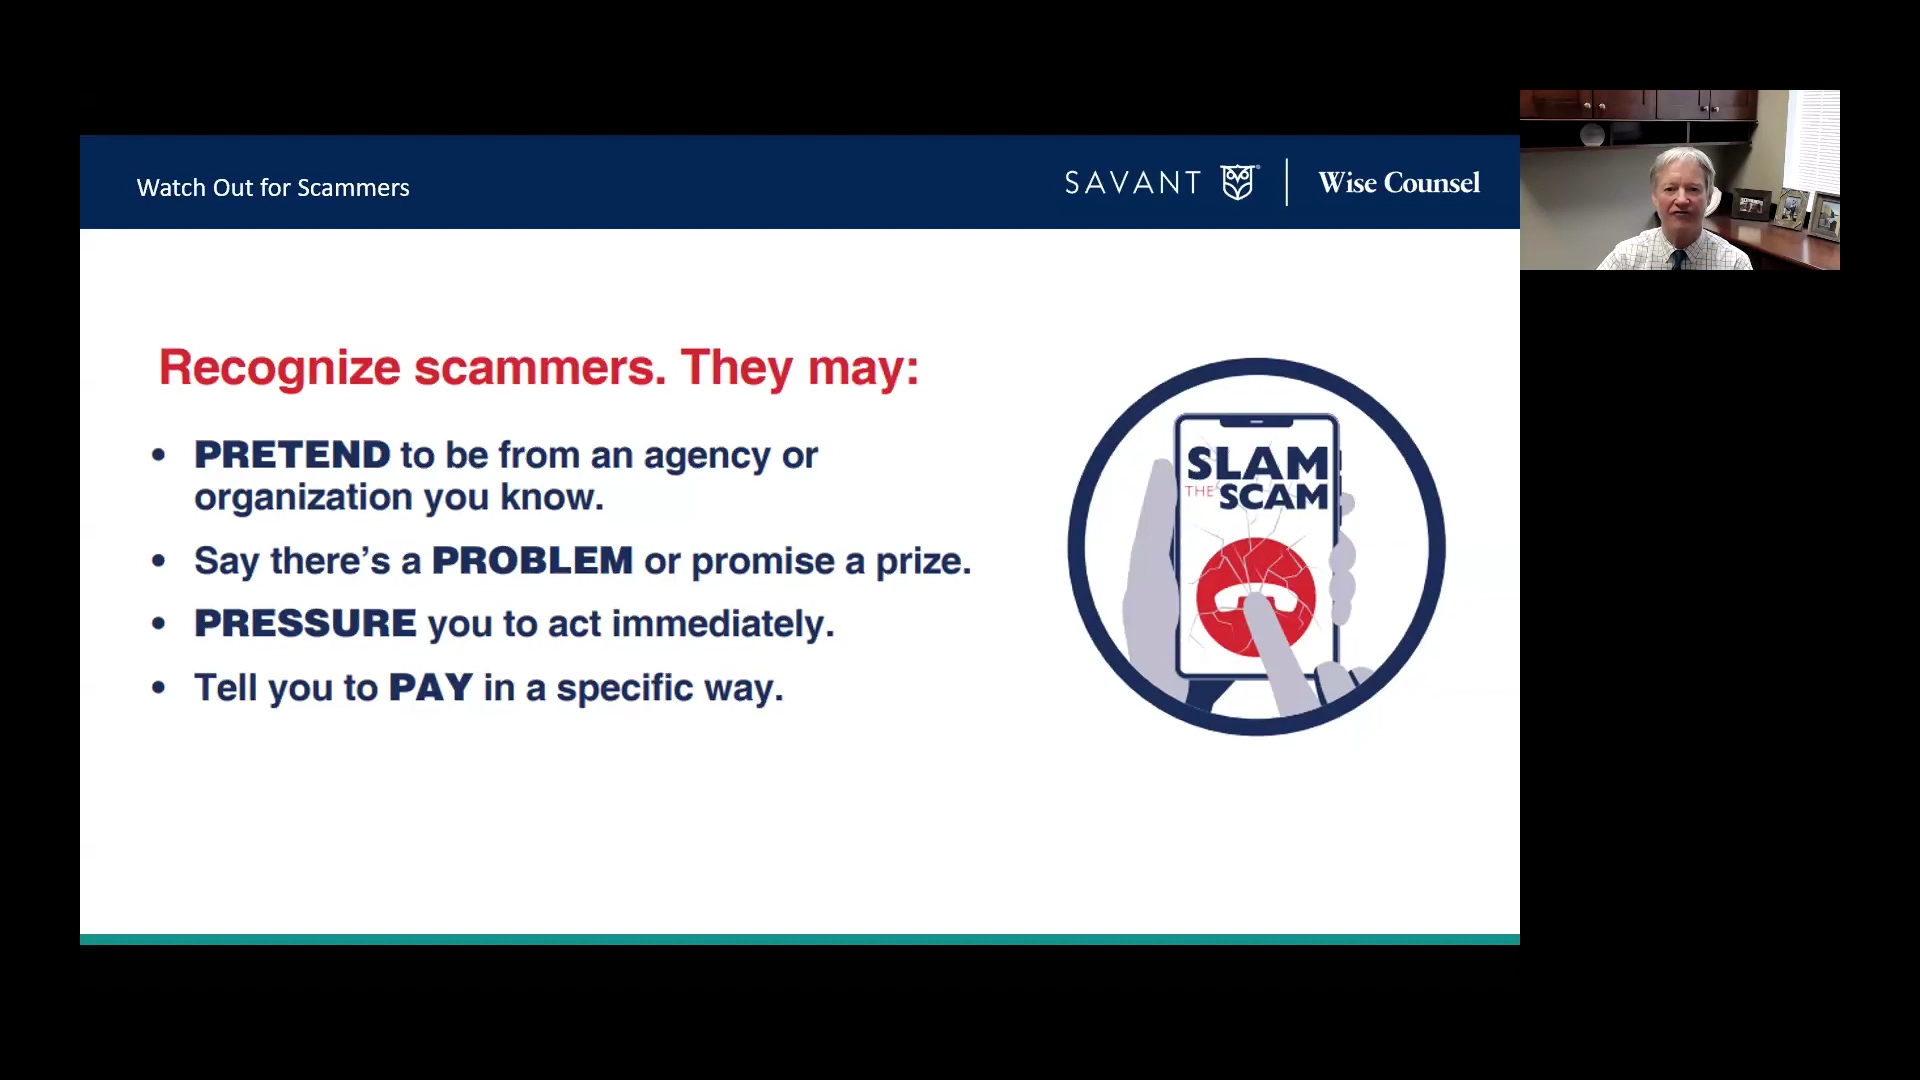 Watch Out for Scammers
SAVANT
Wise Counsel
Recognize scammers. They may:
• PRETEND to be from an agency or
organization you know.
• Say there’s a PROBLEM or promise a prize.
• PRESSURE you to act immediately.
• Tell you to PAY in a specific way.
SLAM
THE SCAM